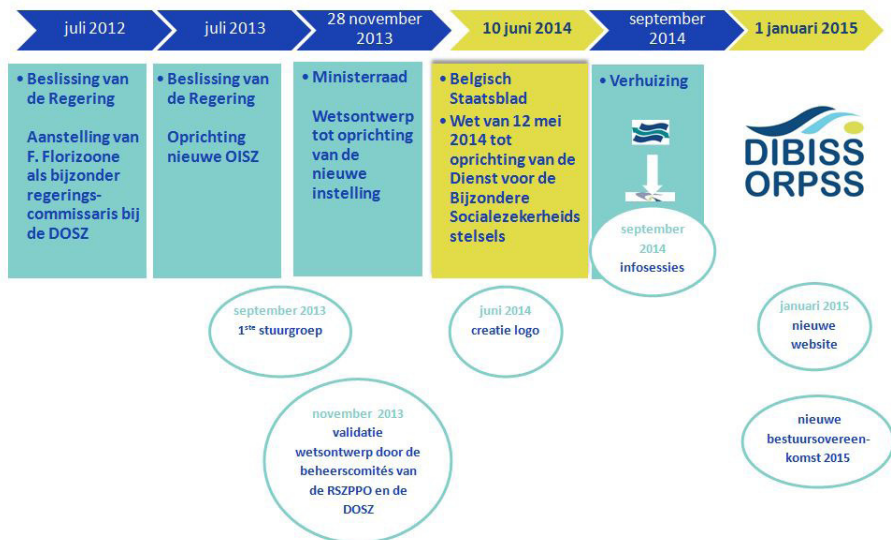 juli 2012
juli 2013
28 november
2013
10 juni 2014
september
2014
1 januari 2015
• Beslissing van
de Regering
Aanstelling van
F. Florizoone
als bijzonder
regerings-
commissaris bij
de DOSZ
• Beslissing van
de Regering
Oprichting
nieuwe OISZ
• Ministerraad
Wetsontwerp
tot oprichting
van de
nieuwe
instelling
• Belgisch
Staatsblad
• Wet van 12 mei
2014 tot
oprichting van de
Dienst voor de
Bijzondere
Socialezekerheids
stelsels
• Verhuizing
september
2014
infosessies
DIBISS
ORPSS
september 2013
1ste stuurgroep
juni 2014
creatie logo
januari 2015
nieuwe
website
november 2013
validatie
wetsontwerp door de
beheerscomités van
de RSZPPO en de
DOSZ
nieuwe
bestuursovereen-
komst 2015